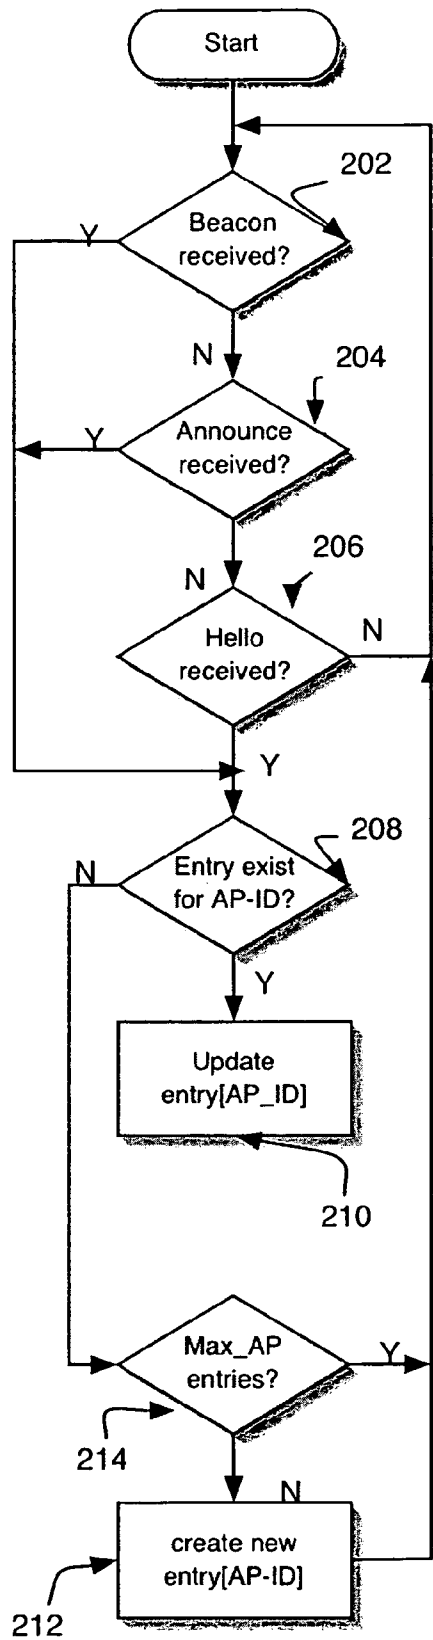 Start
202
Beacon
received?
Y
N
204
Announce
received?
Y
206
N
Hello
received?
N
Y
208
Entry exist
for AP-ID?
N
Y
Update
entry[AP_ID]
210
Max_AP
entries?
Y
214
N
create new
entry[AP-ID]
212